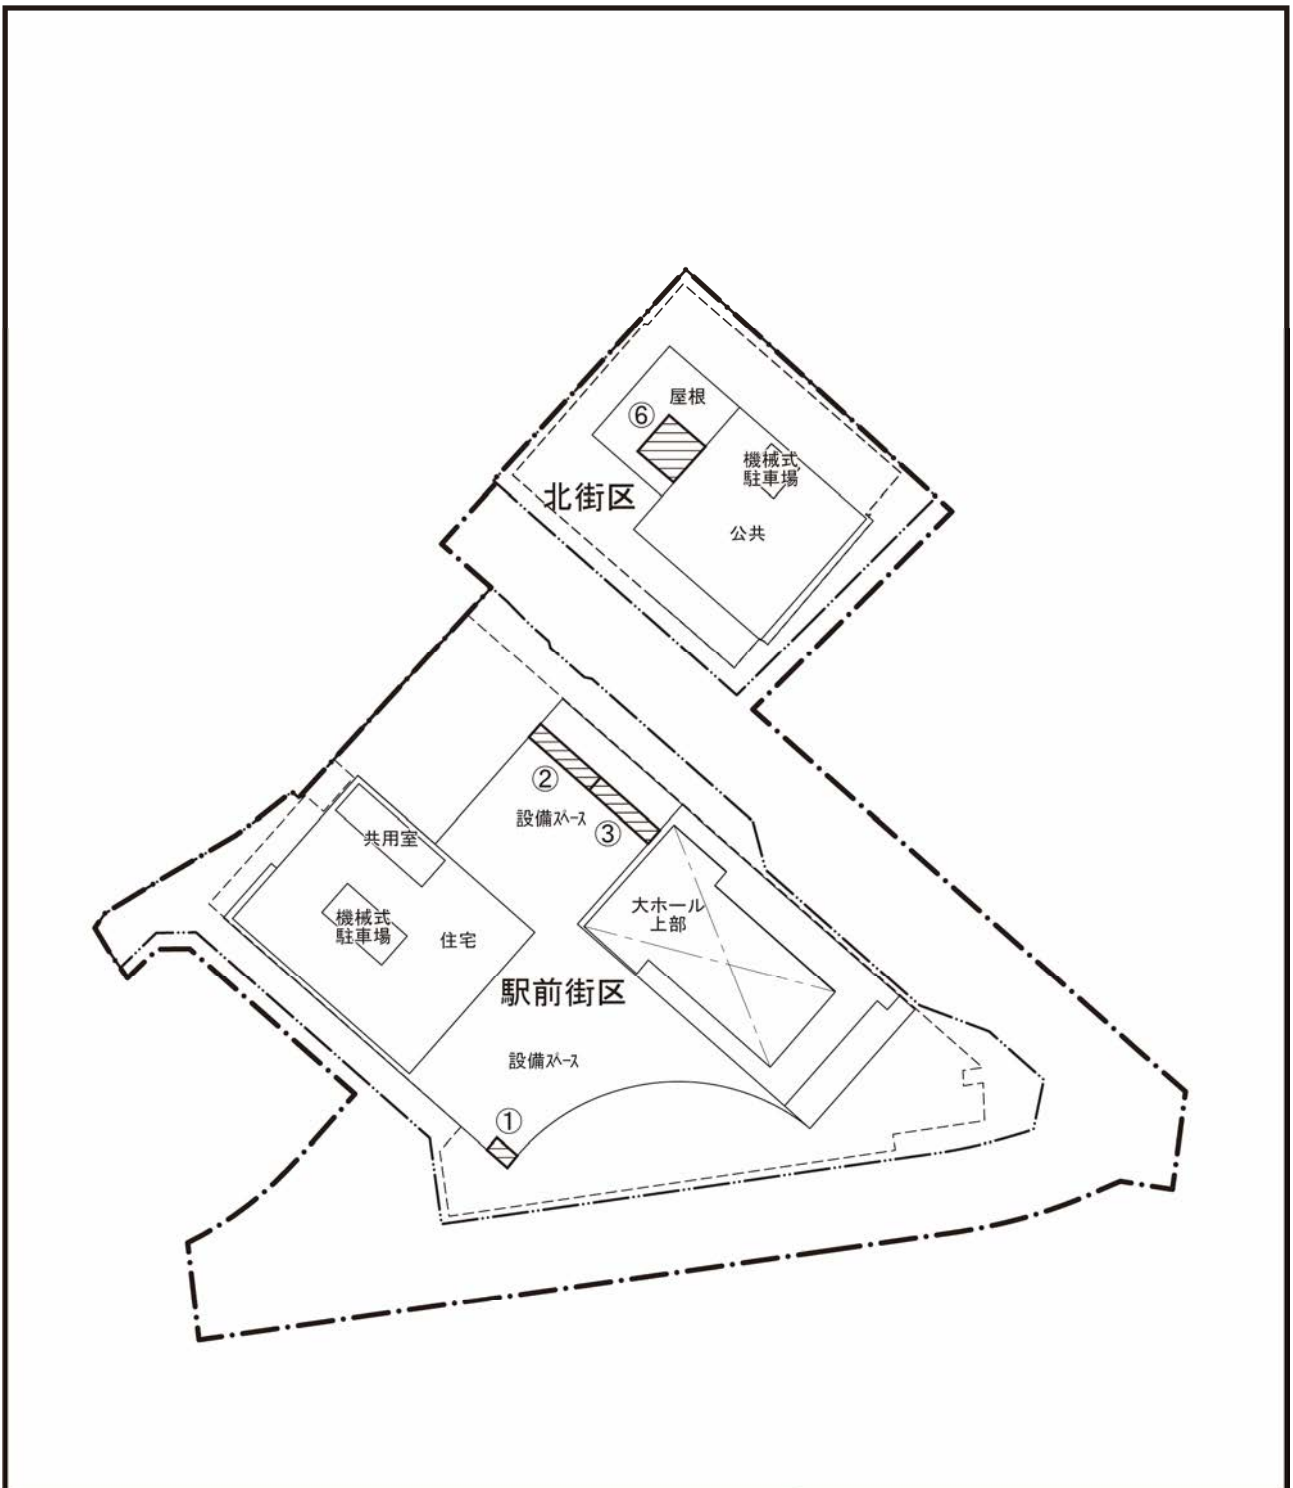 屋根
⑥
機械式
駐車場
北街区
公共
②
設備スペース
③
共用室
大ホール
上部
機械式
駐車場
住宅
駅前街区
設備スペース
①